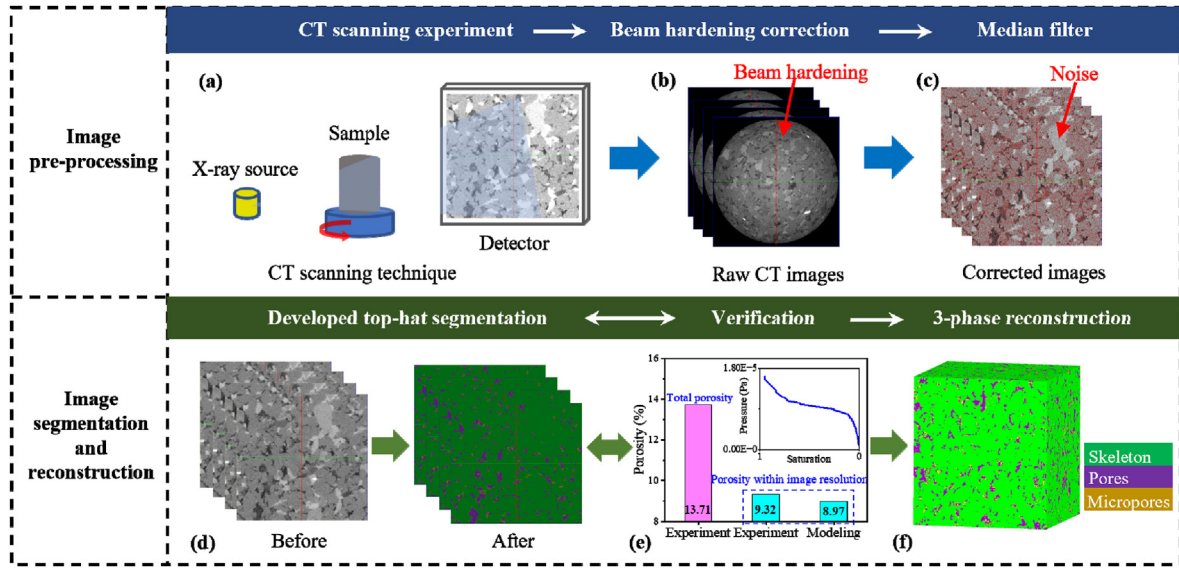 CT scanning experiment
Beam hardening correction
Median filter
Image
pre-processing
(a)
X-ray source
Sample
Detector
CT scanning technique
(b)
Beam hardening
Raw CT images
(c)
Noise
Corrected images
Developed top-hat segmentation
Verification
3-phase reconstruction
Image
segmentation
and
reconstruction
(d)
Before
After
(e)
Porosity (%)
16
14
12
10
8
Total porosity
13.71
Experiment
Porosity within image resolution
9.32
Experiment
8.97
Modeling
Pressure (Pa)
1.80E-5
0.00E-0
1
0
Saturation
(f)
Skeleton
Pores
Micropores